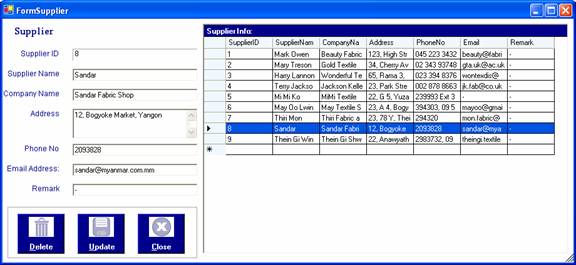 FormSupplier
Supplier
Supplier ID 8
Supplier Name Sandar
Company Name Sandar Fabric Shop
Address 12, Bogyoke Market, Yangon
Phone No 2093828
Email Address: sandar@myanmar.com.mm
Remark -
Delete Update Close
Supplier Info:
SupplierID SupplierNam CompanyNa Address PhoneNo Email Remark
1 Mark Owen Beauty Fabric 123, High Str 045 223 3432 beauty@fabri -
2 Mary Treson Gold Textile 34, Cherry Av 02 343 93748 gta.uk@ac.uk -
3 Harry Lannon Wonderful Te 65, Rama 3, 023 394 8376 wontexdis@ -
4 Terry Jackso Jackson Kelle 23, Park Stre 002 878 8663 jk.fab@co.uk -
5 Mi Mi Ko MiMi Textile 22, G 5, Yuza 239993 Ext 3 -
6 May Oo Lwin May Textile S 23, A 4, Bogy 394303, 09 5 mayoo@gmai -
7 Thiri Mon Thiri Fabric a 23, 78 Y, Thei 294320 mon.fabric@ -
8 Sandar Sandar Fabri 12, Bogyoke 2093828 sandar@mya -
9 Thein Gi Win Thein Gi Shw 22, Anawyath 2983732, 09 theingi.textile -